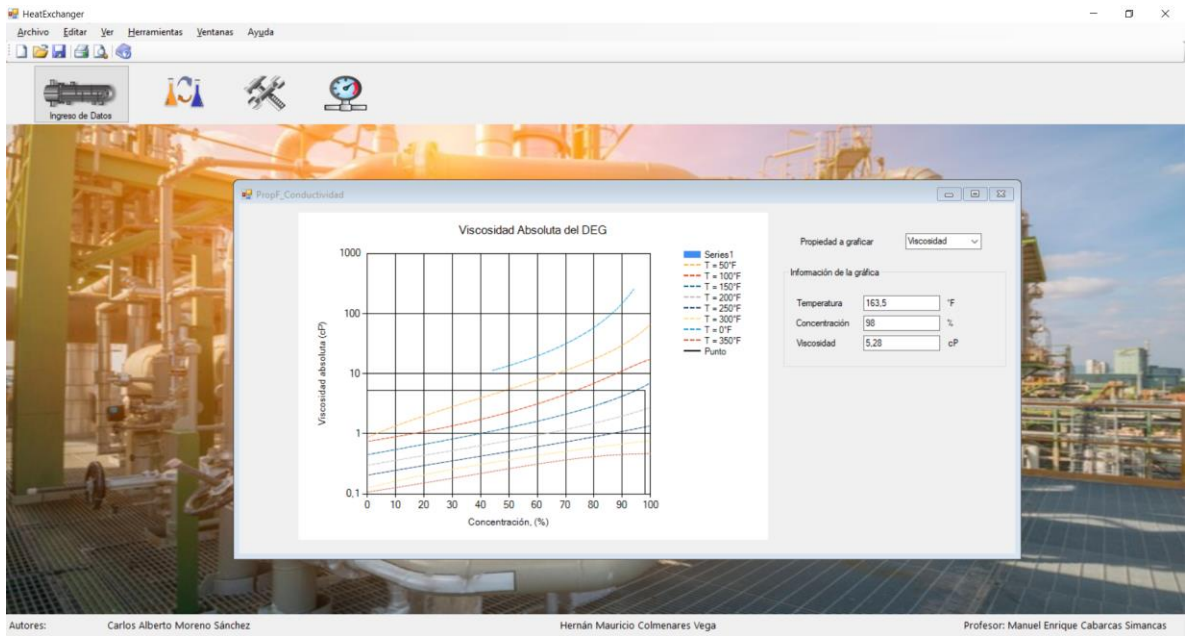 HeatExchanger
Archivo Editar Ver Herramientas Ventanas Ayuda
Ingreso de Datos
PropF_Conductividad
Viscosidad Absoluta del DEG
Viscosidad absoluta (cP)
1000
100
10
1
0,1
0 10 20 30 40 50 60 70 80 90 100
Concentración, (%)
Series1
T = 50°F
T = 100°F
T = 150°F
T = 200°F
T = 250°F
T = 300°F
T = 0°F
T = 350°F
Punto
Propiedad a graficar Viscosidad
Información de la gráfica
Temperatura 163,5 °F
Concentración 98 %
Viscosidad 5,28 cP
Autores: Carlos Alberto Moreno Sánchez Hernán Mauricio Colmenares Vega Profesor: Manuel Enrique Cabarcas Simancas